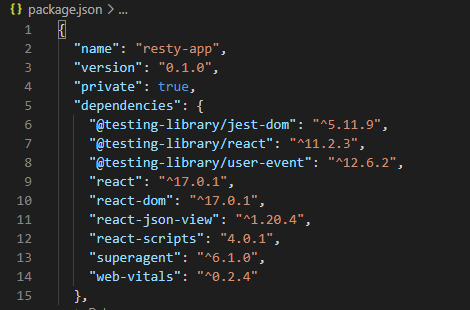 {} package.json > ...
1 {
2 "name": "resty-app",
3 "version": "0.1.0",
4 "private": true,
5 "dependencies": {
6 "@testing-library/jest-dom": "^5.11.9",
7 "@testing-library/react": "^11.2.3",
8 "@testing-library/user-event": "^12.6.2",
9 "react": "^17.0.1",
10 "react-dom": "^17.0.1",
11 "react-json-view": "^1.20.4",
12 "react-scripts": "4.0.1",
13 "superagent": "^6.1.0",
14 "web-vitals": "^0.2.4"
15 },